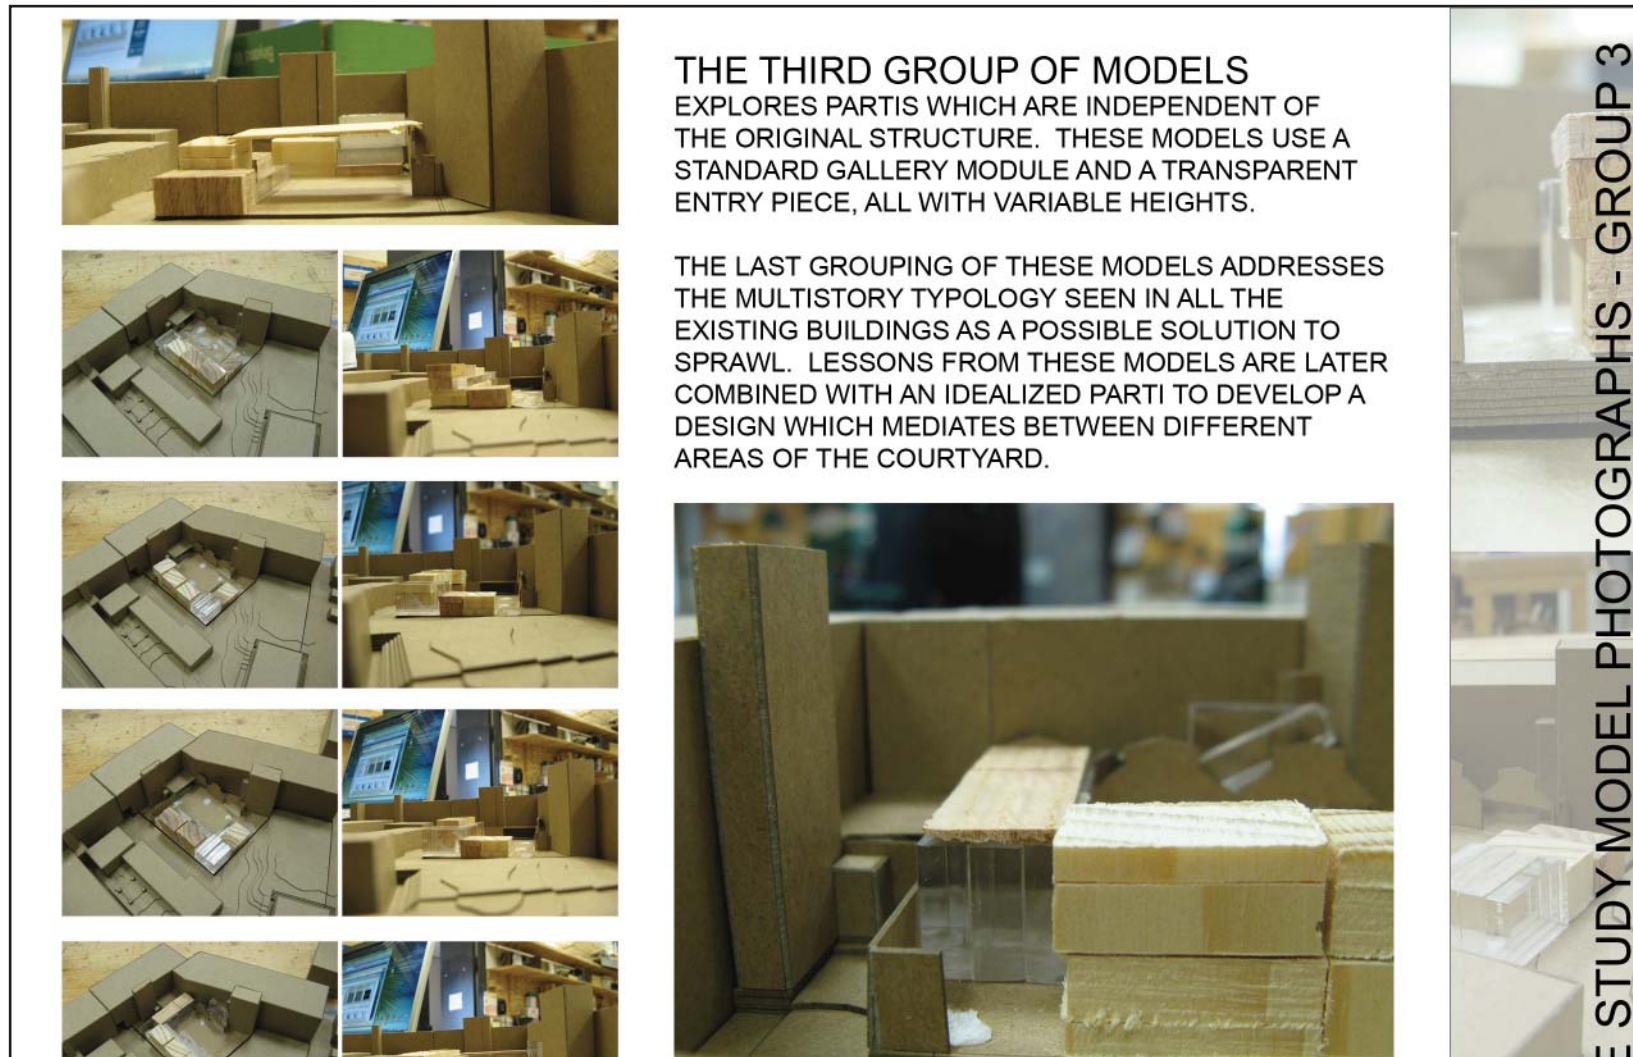 THE THIRD GROUP OF MODELS
EXPLORES PARTIS WHICH ARE INDEPENDENT OF
THE ORIGINAL STRUCTURE. THESE MODELS USE A
STANDARD GALLERY MODULE AND A TRANSPARENT
ENTRY PIECE, ALL WITH VARIABLE HEIGHTS.
THE LAST GROUPING OF THESE MODELS ADDRESSES
THE MULTISTORY TYPOLOGY SEEN IN ALL THE
EXISTING BUILDINGS AS A POSSIBLE SOLUTION TO
SPRAWL. LESSONS FROM THESE MODELS ARE LATER
COMBINED WITH AN IDEALIZED PARTI TO DEVELOP A
DESIGN WHICH MEDIATES BETWEEN DIFFERENT
AREAS OF THE COURTYARD.
STUDY MODEL PHOTOGRAPHS - GROUP 3